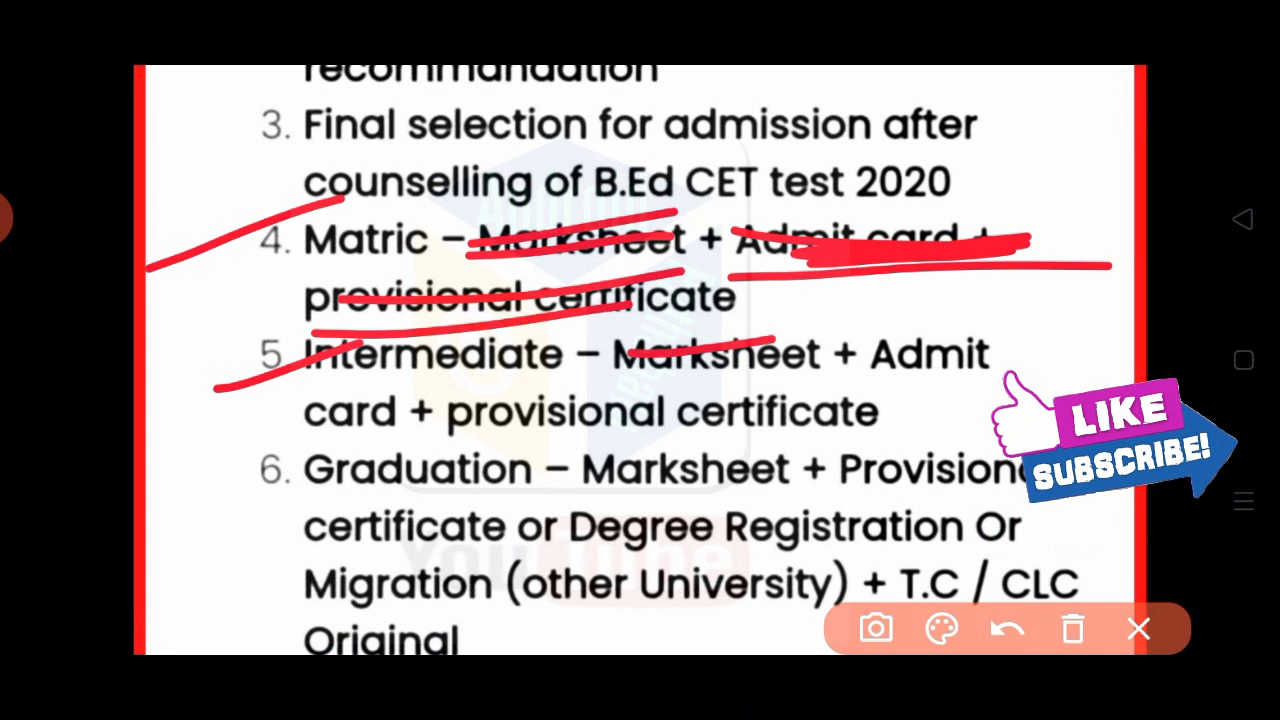 recommandation
3. Final selection for admission after
counselling of B.Ed CET test 2020
4. Matric – Marksheet + Admit card +
provisional certificate
5. Intermediate – Marksheet + Admit
card + provisional certificate
6. Graduation – Marksheet + Provisional
certificate or Degree Registration Or
Migration (other University) + T.C / CLC
Original
LIKE
SUBSCRIBE!
YouTube